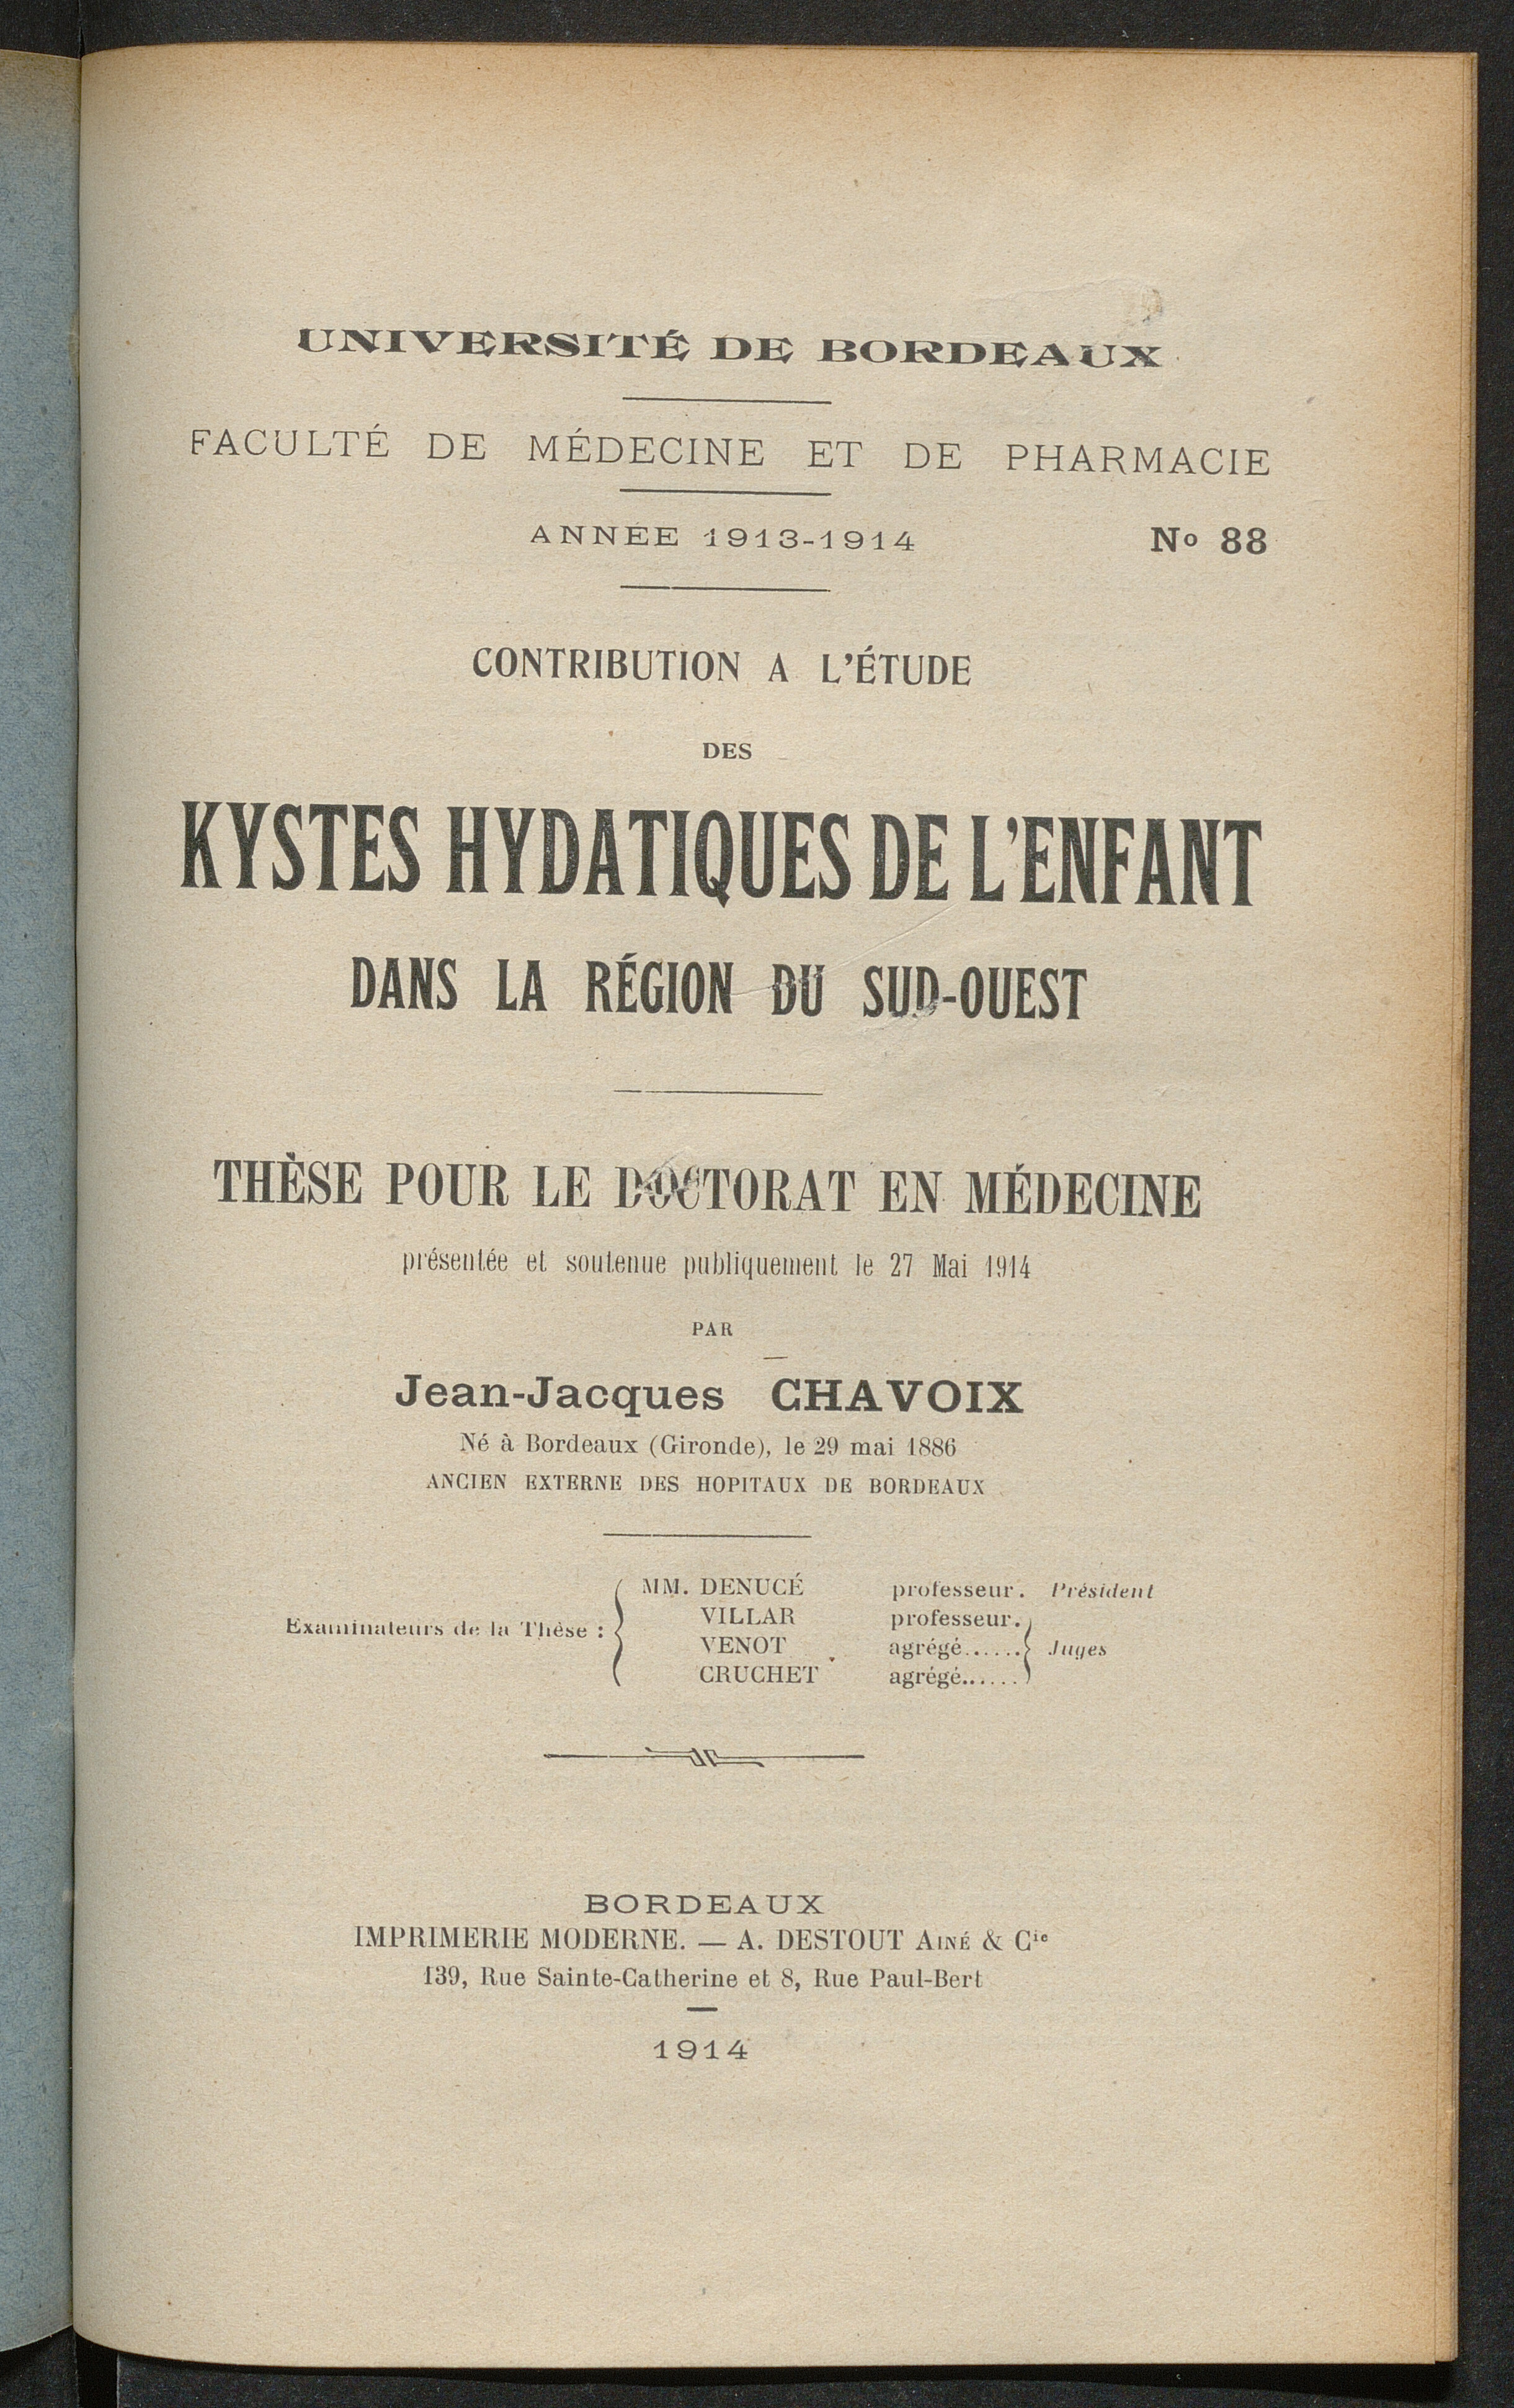 UNIVERSITÉ DE BORDEAUX
FACULTÉ DE MÉDECINE ET DE PHARMACIE
ANNÉE 1913-1914 No 88
CONTRIBUTION A L'ÉTUDE
DES
KYSTES HYDATIQUES DE L'ENFANT
DANS LA RÉGION DU SUD-OUEST
THÈSE POUR LE DOCTORAT EN MÉDECINE
présentée et soutenue publiquement le 27 Mai 1914
PAR
Jean-Jacques CHAVOIX
Né à Bordeaux (Gironde), le 29 mai 1886
ANCIEN EXTERNE DES HOPITAUX DE BORDEAUX
Examinateurs de la Thèse :
MM. DENUCÉ professeur. Président
VILLAR professeur.
VENOT agrégé...... Juges
CRUCHET agrégé......
BORDEAUX
IMPRIMERIE MODERNE. — A. DESTOUT AINÉ & Cie
139, Rue Sainte-Catherine et 8, Rue Paul-Bert
1914